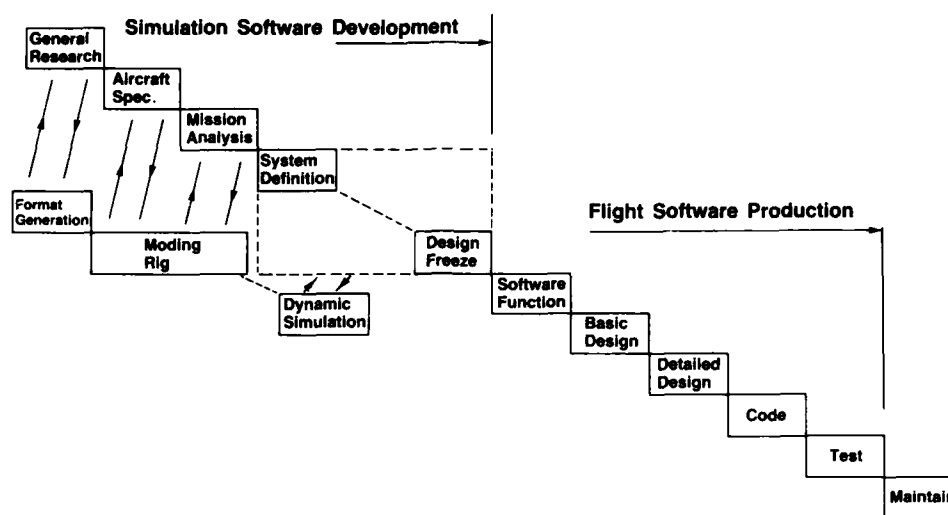 Simulation Software Development
General
Research
Aircraft
Spec.
Mission
Analysis
System
Definition
Format
Generation
Moding
Rig
Dynamic
Simulation
Design
Freeze
Flight Software Production
Software
Function
Basic
Design
Detailed
Design
Code
Test
Maintain